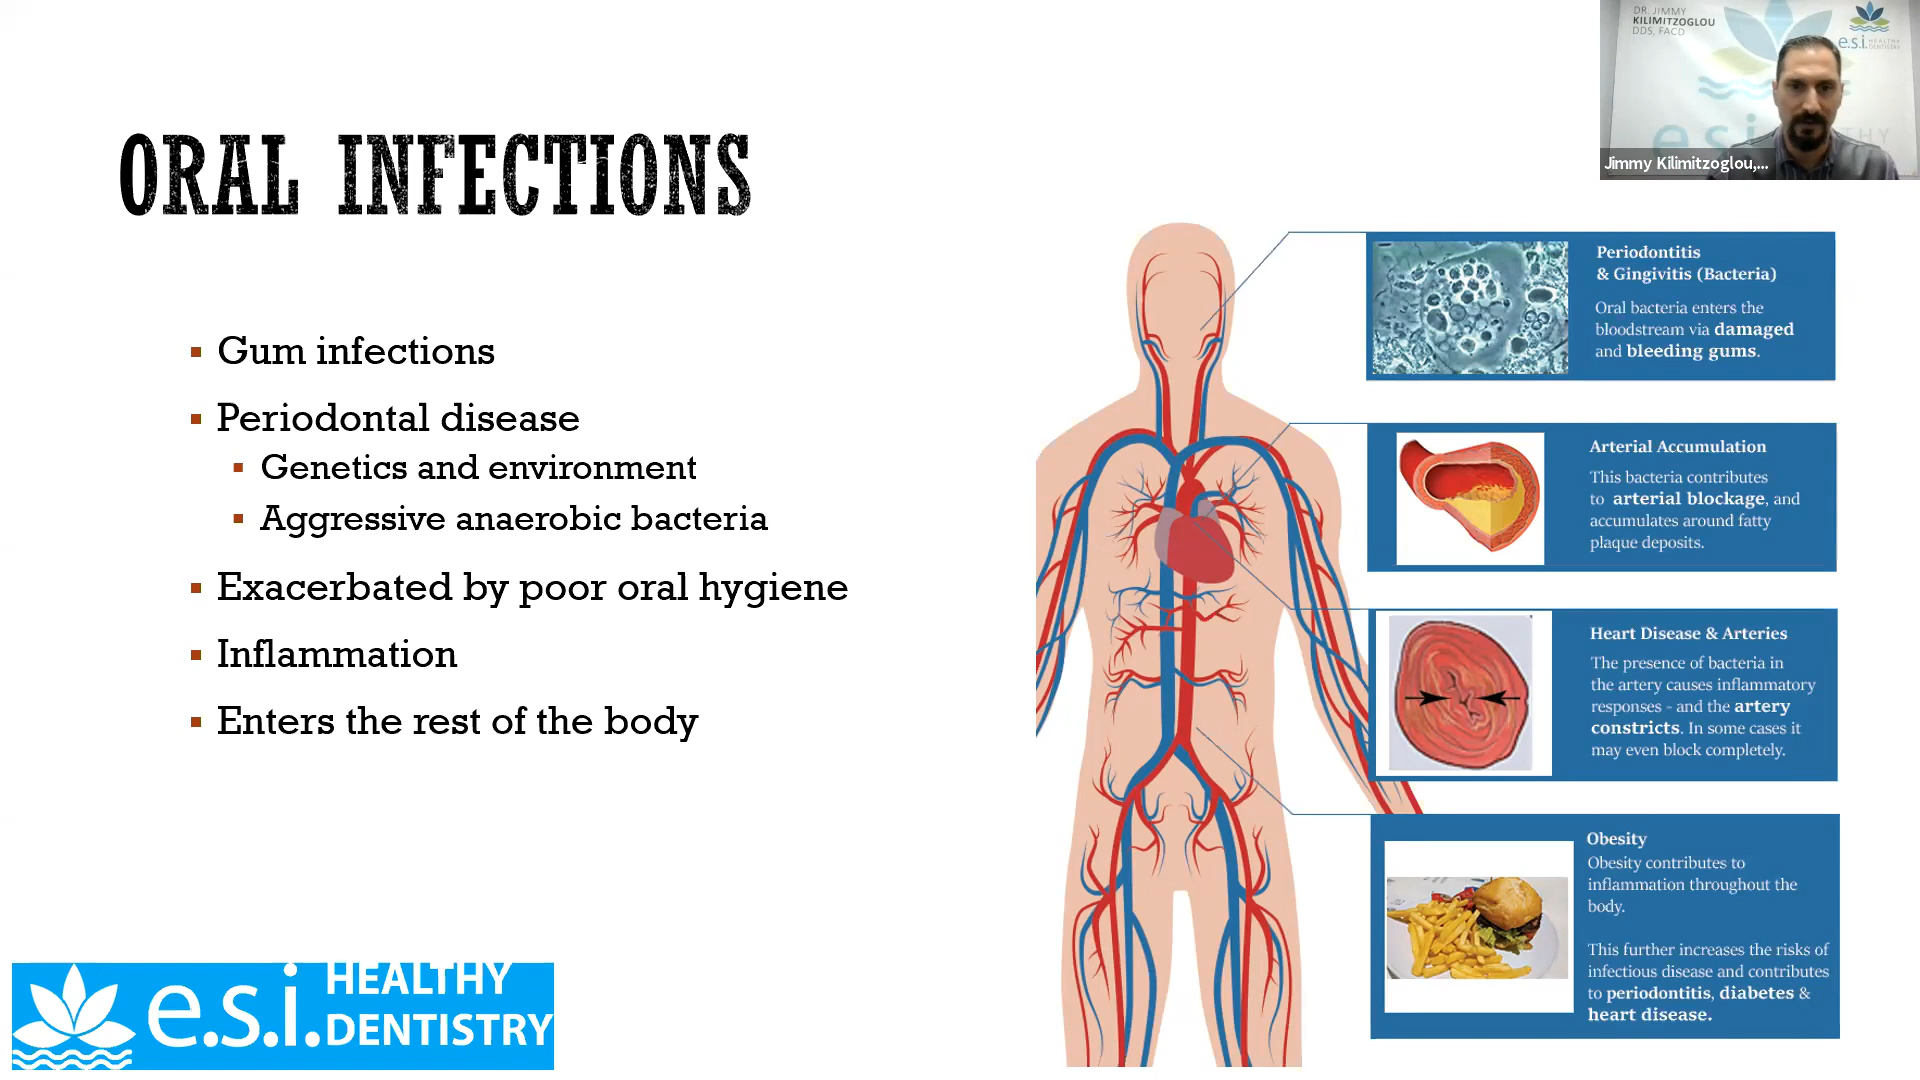 ORAL INFECTIONS
Gum infections
Periodontal disease
Genetics and environment
Aggressive anaerobic bacteria
Exacerbated by poor oral hygiene
Inflammation
Enters the rest of the body
e.s.i. HEALTHY
DENTISTRY
Periodontitis
& Gingivitis (Bacteria)
Oral bacteria enters the
bloodstream via damaged
and bleeding gums.
Arterial Accumulation
This bacteria contributes
to arterial blockage, and
accumulates around fatty
plaque deposits.
Heart Disease & Arteries
The presence of bacteria in
the artery causes inflammatory
responses - and the artery
constricts. In some cases it
may even block completely.
Obesity
Obesity contributes to
inflammation throughout the
body.
This further increases the risks of
infectious disease and contributes
to periodontitis, diabetes &
heart disease.
DR. JIMMY
KILIMITZOGLOU
DDS, FACD
e.s.i. HEALTHY
DENTISTRY
Jimmy Kilimitzoglou,...